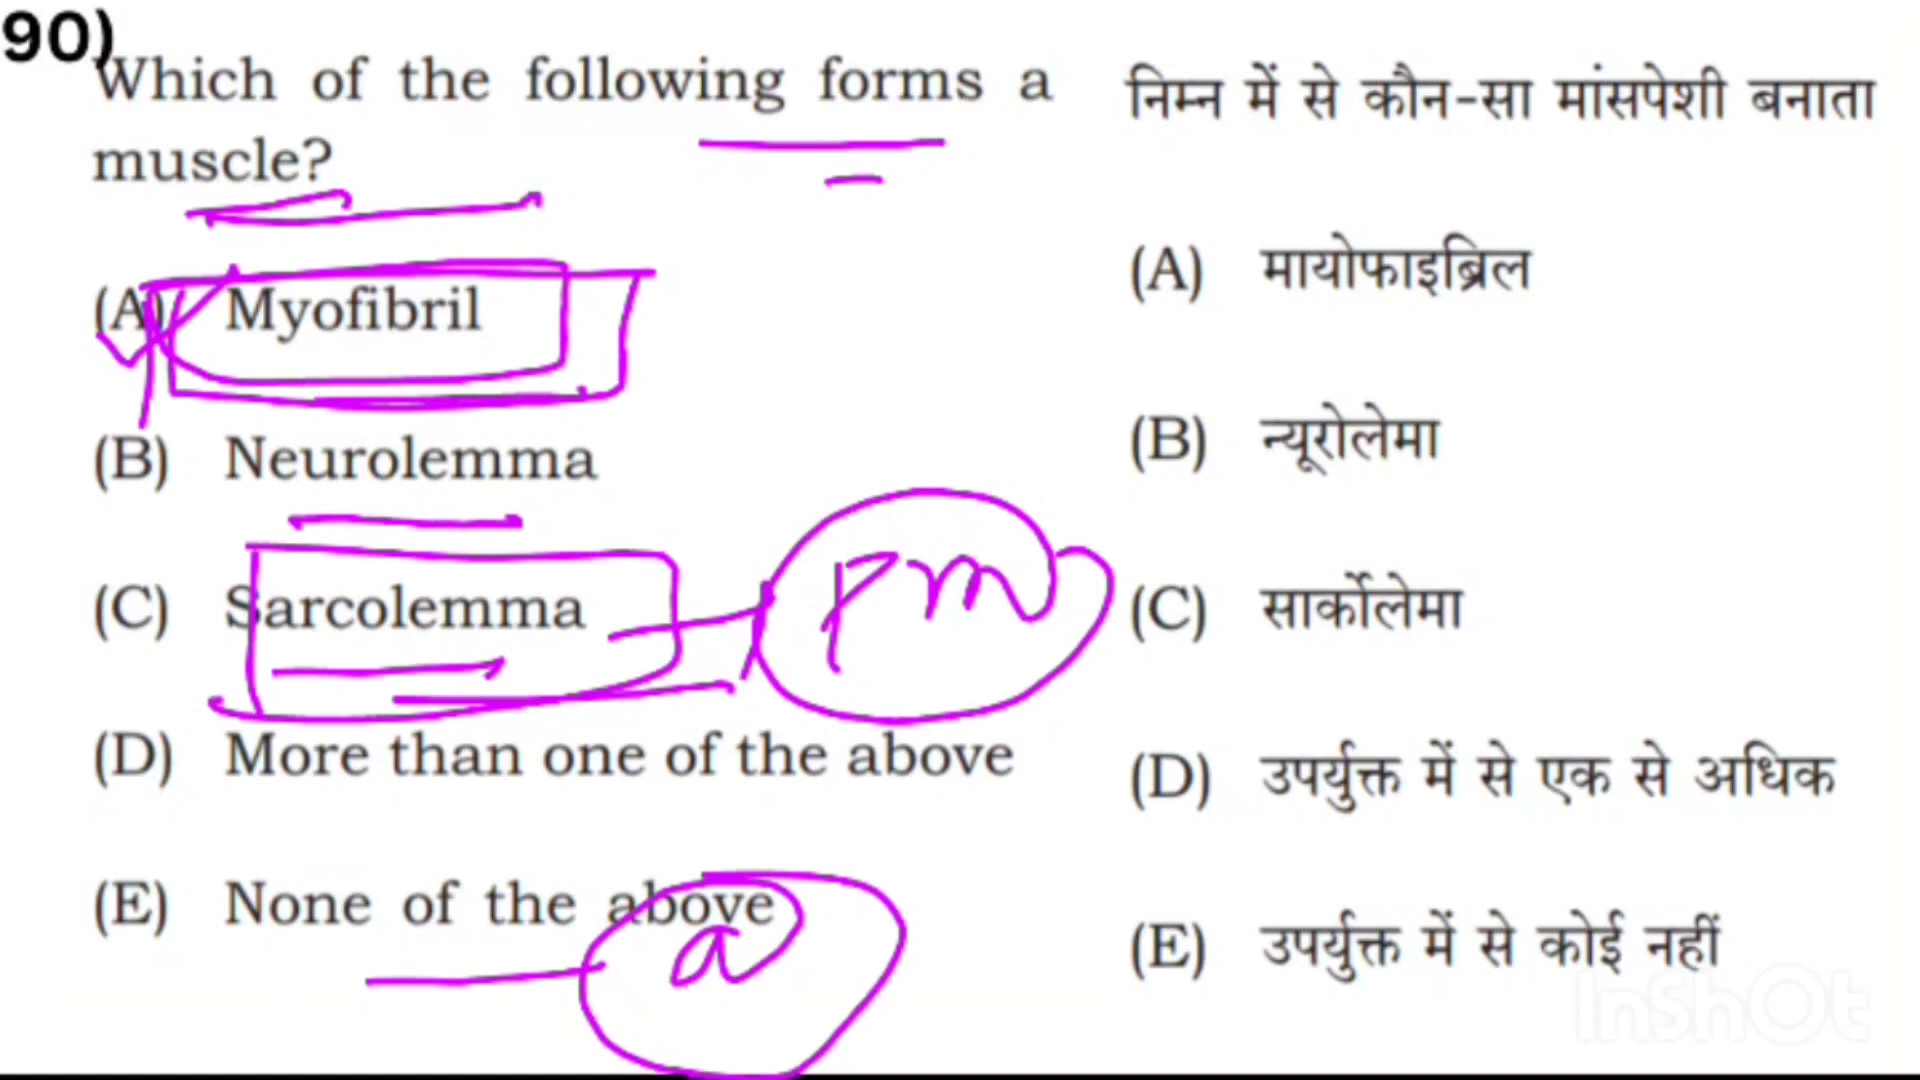 90)
Which of the following forms a
muscle?
(A) Myofibril
(B) Neurolemma
(C) Sarcolemma
Pm
(D) More than one of the above
(E) None of the above
a
निम्न में से कौन-सा मांसपेशी बनाता
(A) मायोफाइब्रिल
(B) न्यूरोलेमा
(C) सार्कोलेमा
(D) उपर्युक्त में से एक से अधिक
(E) उपर्युक्त में से कोई नहीं
InShOt